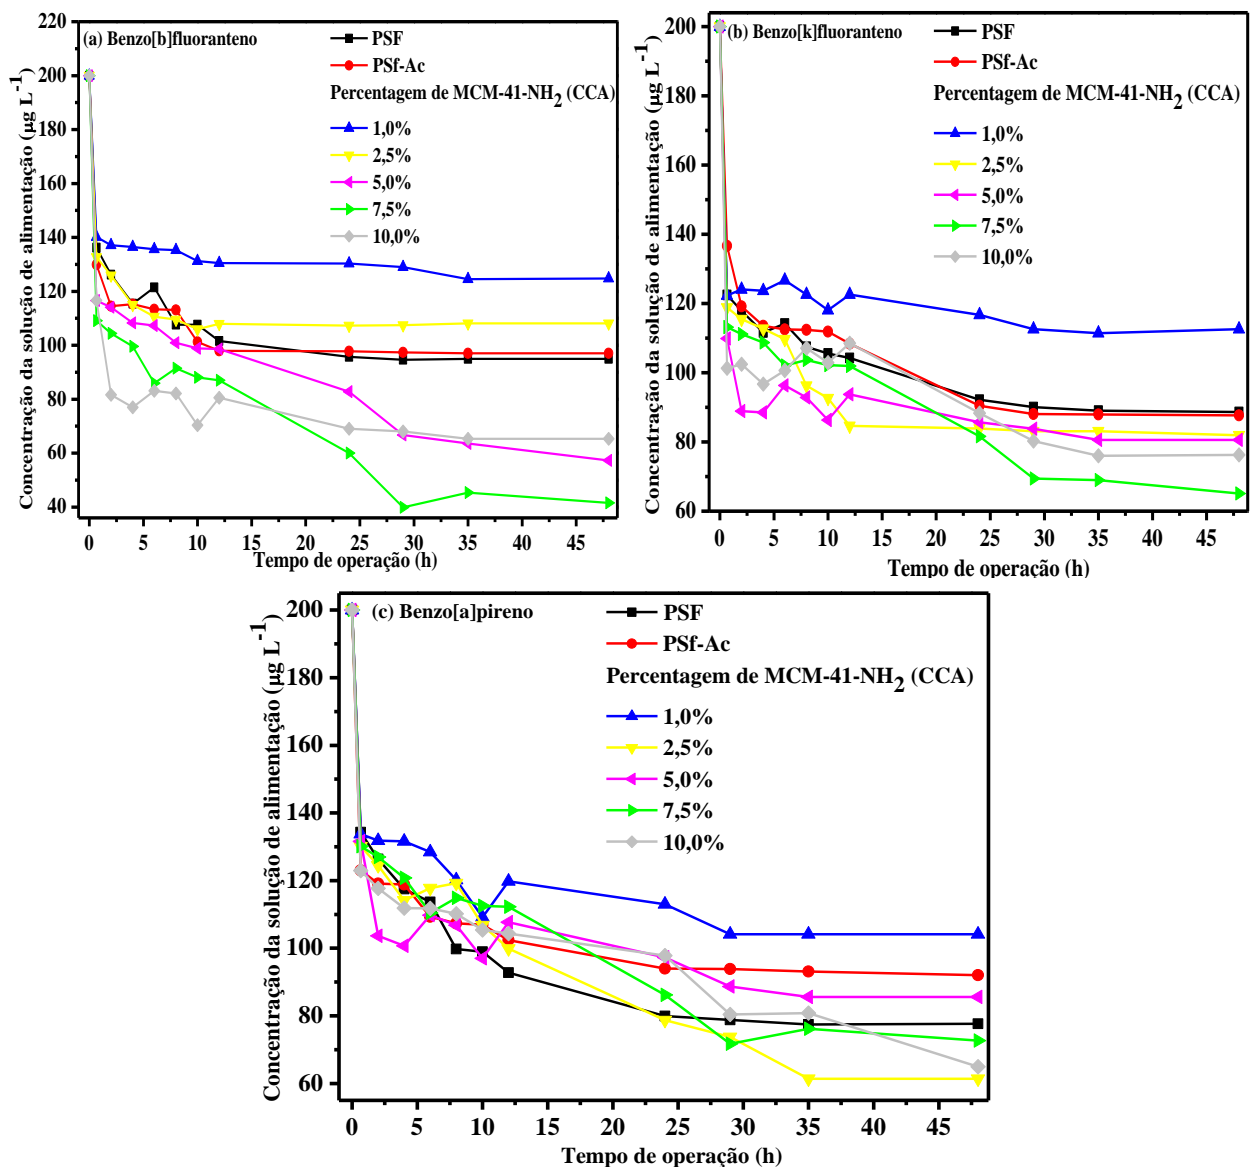 (a) Benzo[b]fluoranteno
PSF
PSf-Ac
Percentagem de MCM-41-NH2 (CCA)
1,0%
2,5%
5,0%
7,5%
10,0%
Concentração da solução de alimentação (µg L-1)
220
200
180
160
140
120
100
80
60
40
0 5 10 15 20 25 30 35 40 45
Tempo de operação (h)
(b) Benzo[k]fluoranteno
PSF
PSf-Ac
Percentagem de MCM-41-NH2 (CCA)
1,0%
2,5%
5,0%
7,5%
10,0%
Concentração da solução de alimentação (µg L-1)
200
180
160
140
120
100
80
60
0 5 10 15 20 25 30 35 40 45
Tempo de operação (h)
(c) Benzo[a]pireno
PSF
PSf-Ac
Percentagem de MCM-41-NH2 (CCA)
1,0%
2,5%
5,0%
7,5%
10,0%
Concentração da solução de alimentação (µg L-1)
200
180
160
140
120
100
80
60
0 5 10 15 20 25 30 35 40 45
Tempo de operação (h)